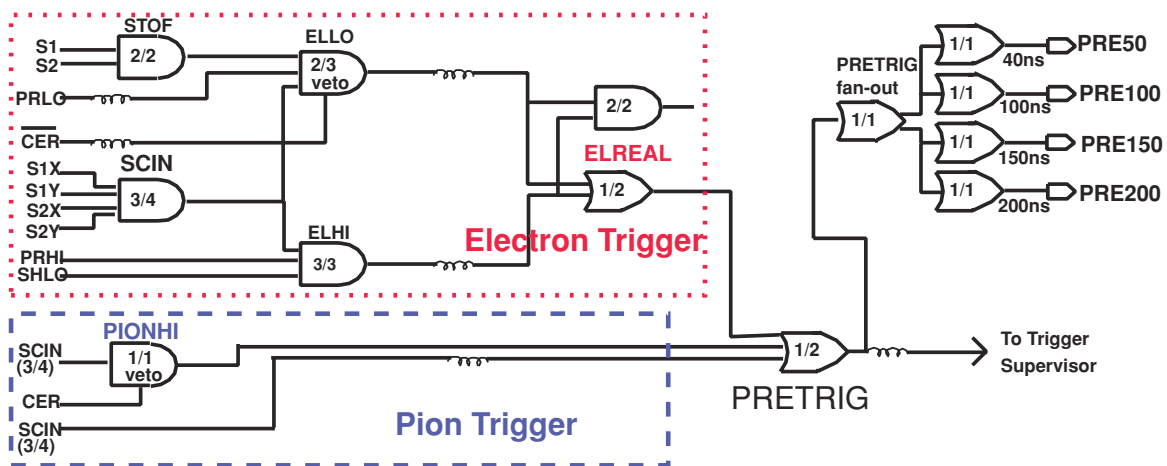 STOF
S1
S2
2/2
ELLO
2/3
veto
PRLO
CER
SCIN
S1X
S1Y
S2X
S2Y
3/4
2/2
ELREAL
1/2
ELHI
PRHI
SHLO
3/3
Electron Trigger
PIONHI
SCIN
(3/4)
1/1
veto
CER
SCIN
(3/4)
Pion Trigger
1/2
PRETRIG
To Trigger
Supervisor
PRETRIG
fan-out
1/1
1/1
40ns
PRE50
1/1
100ns
PRE100
1/1
150ns
PRE150
1/1
200ns
PRE200